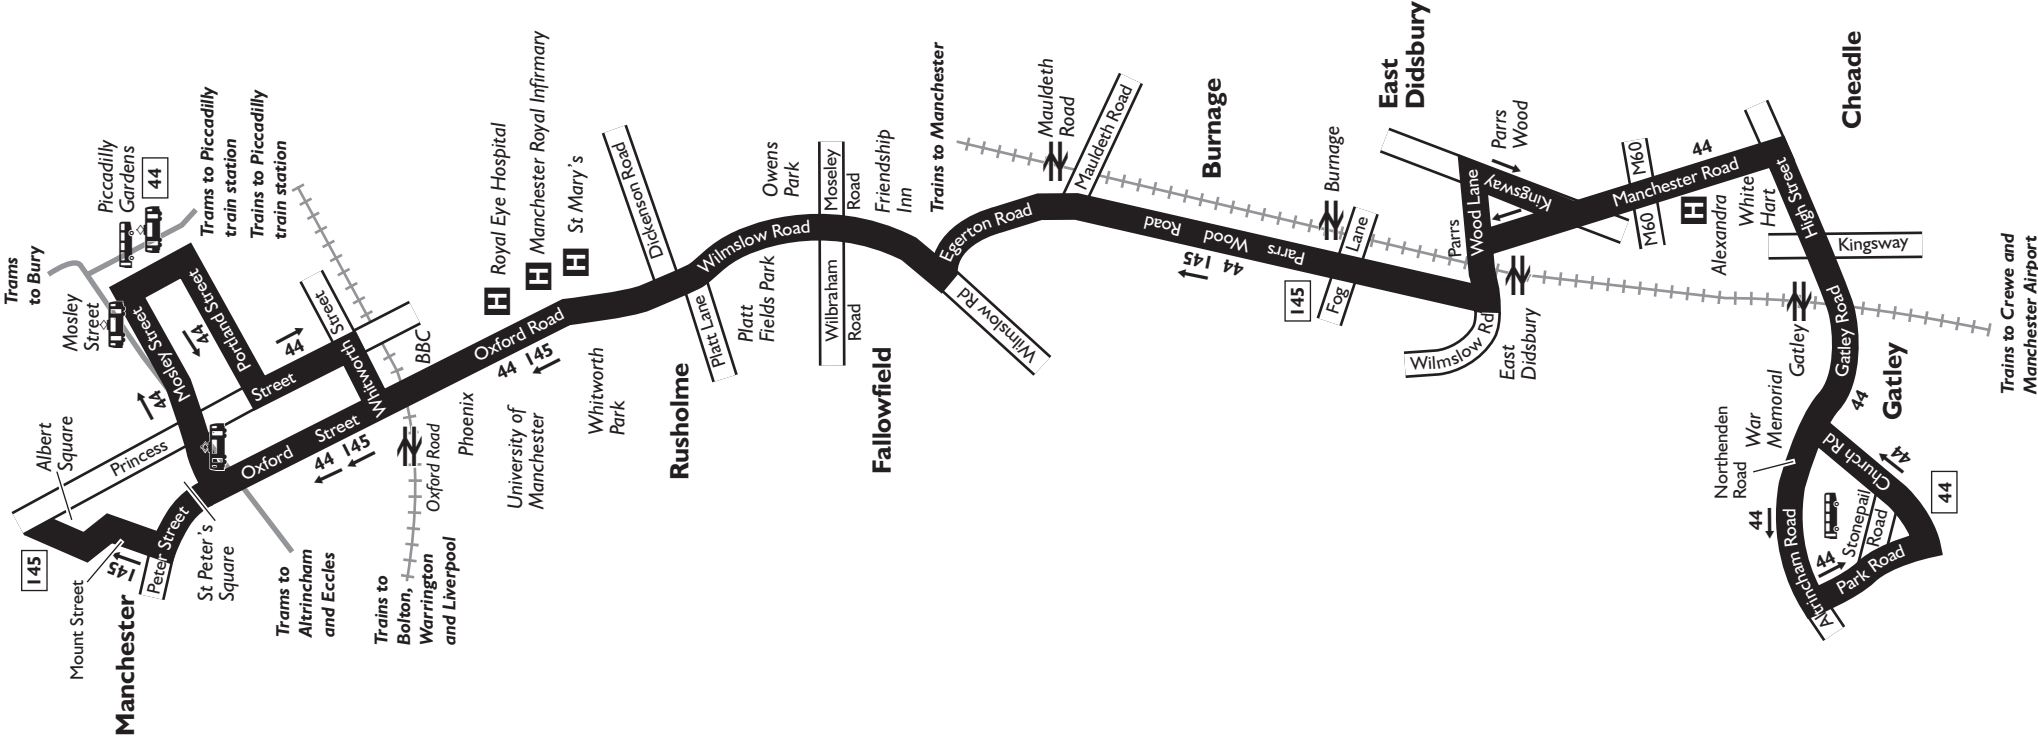 Trams
to Bury
Piccadilly
Gardens
44
Trams to Piccadilly
train station
Trains to Piccadilly
train station
Mosley
Street
Mosley Street
Portland Street
44
44
44
Albert
Square
Princess
Street
Whitworth
Street
BBC
145
Mount Street
145
Peter Street
St Peter's
Square
Manchester
Oxford
Street
44
145
Trams to
Altrincham
and Eccles
Trains to
Bolton,
Warrington
and Liverpool
Oxford Road
Phoenix
University of
Manchester
Oxford Road
44
145
H Royal Eye Hospital
H Manchester Royal Infirmary
H St Mary's
Whitworth
Park
Rusholme
Dickenson Road
Platt Lane
Platt
Fields Park
Wilmslow Road
Owens
Park
Moseley
Road
Wilbraham
Road
Fallowfield
Friendship
Inn
Wilmslow Rd
Egerton Road
Trains to Manchester
Mauldeth
Road
Mauldeth Road
Burnage
Parrs Wood Road
44
145
Burnage
145
Fog
Lane
East
Didsbury
Wilmslow Rd
East
Didsbury
Parrs
Wood Lane
Kingsway
Parrs
Wood
M60
M60
Manchester Road
44
H
Alexandra
White
Hart
Cheadle
High Street
Kingsway
Gatley Road
Gatley
Gatley
44
War
Memorial
Northenden
Road
Church Rd
44
44
Altrincham Road
44
44
Stonepail
Road
Park Road
Trains to Crewe and
Manchester Airport